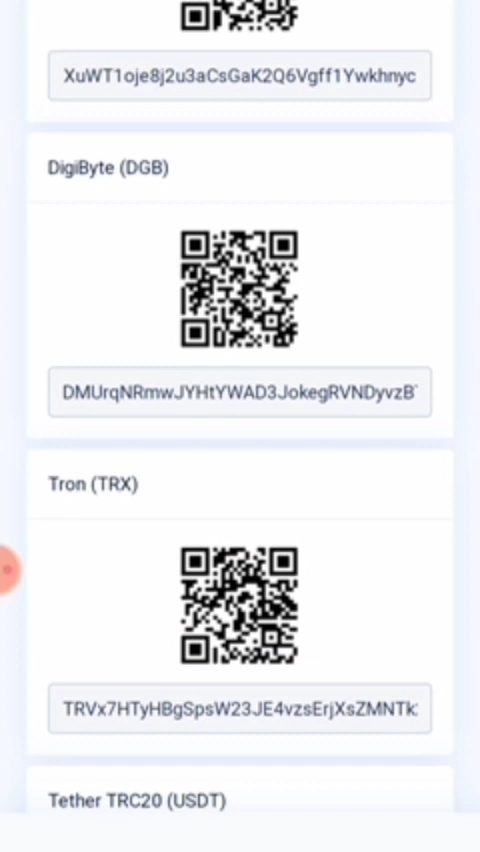 XuWT1oje8j2u3aCsGaK2Q6Vgff1Ywkhnyc
DigiByte (DGB)
DMUrqNRmwJYHtYWAD3JokegRVNDyvzB
Tron (TRX)
TRVx7HTyHBgSpsW23JE4vzsErjXsZMNTk
Tether TRC20 (USDT)